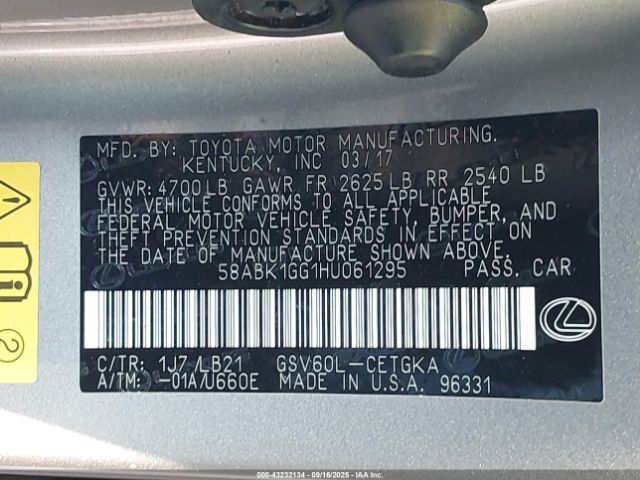 MFD. BY: TOYOTA MOTOR MANUFACTURING,
KENTUCKY, INC 03/17
GVWR: 4700 LB GAWR FR 2625 LB RR 2540 LB
THIS VEHICLE CONFORMS TO ALL APPLICABLE
FEDERAL MOTOR VEHICLE SAFETY, BUMPER, AND
THEFT PREVENTION STANDARDS IN EFFECT ON
THE DATE OF MANUFACTURE SHOWN ABOVE.
58ABK1GG1HU061295 PASS. CAR
C/TR: 1J7 /LB21 GSV60L-CETGKA
A/TM: -01A/U660E MADE IN U.S.A. 96331
2
000-43232134 - 09/16/2025 - COPYRIGHT © IAA, INC.